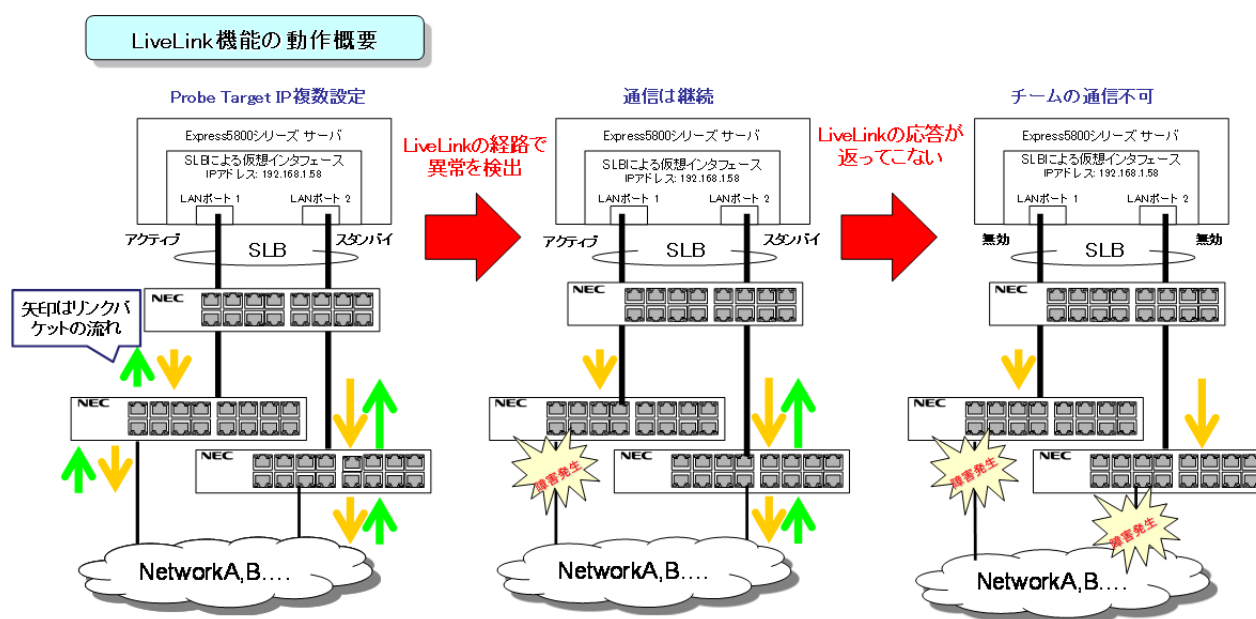 LiveLink機能の動作概要
Probe Target IP複数設定
通信は継続
チームの通信不可
Express5800シリーズ サーバ
SLBによる仮想インタフェース
IPアドレス: 192.168.1.58
LANポート 1
LANポート 2
アクティブ
スタンバイ
SLB
LiveLinkの経路で
異常を検出
Express5800シリーズ サーバ
SLBIによる仮想インタフェース
IPアドレス: 192.168.1.58
LANポート 1
LANポート 2
アクティブ
スタンバイ
SLB
LiveLinkの応答が
返ってこない
Express5800シリーズ サーバ
SLBIによる仮想インタフェース
IPアドレス: 192.168.1.58
LANポート 1
LANポート 2
無効
無効
SLB
矢印はリンクパ
ケットの流れ
NEC
NEC
NEC
NEC
NEC
NEC
NEC
NEC
NEC
障害発生
障害発生
障害発生
NetworkA,B....
NetworkA,B....
NetworkA,B....